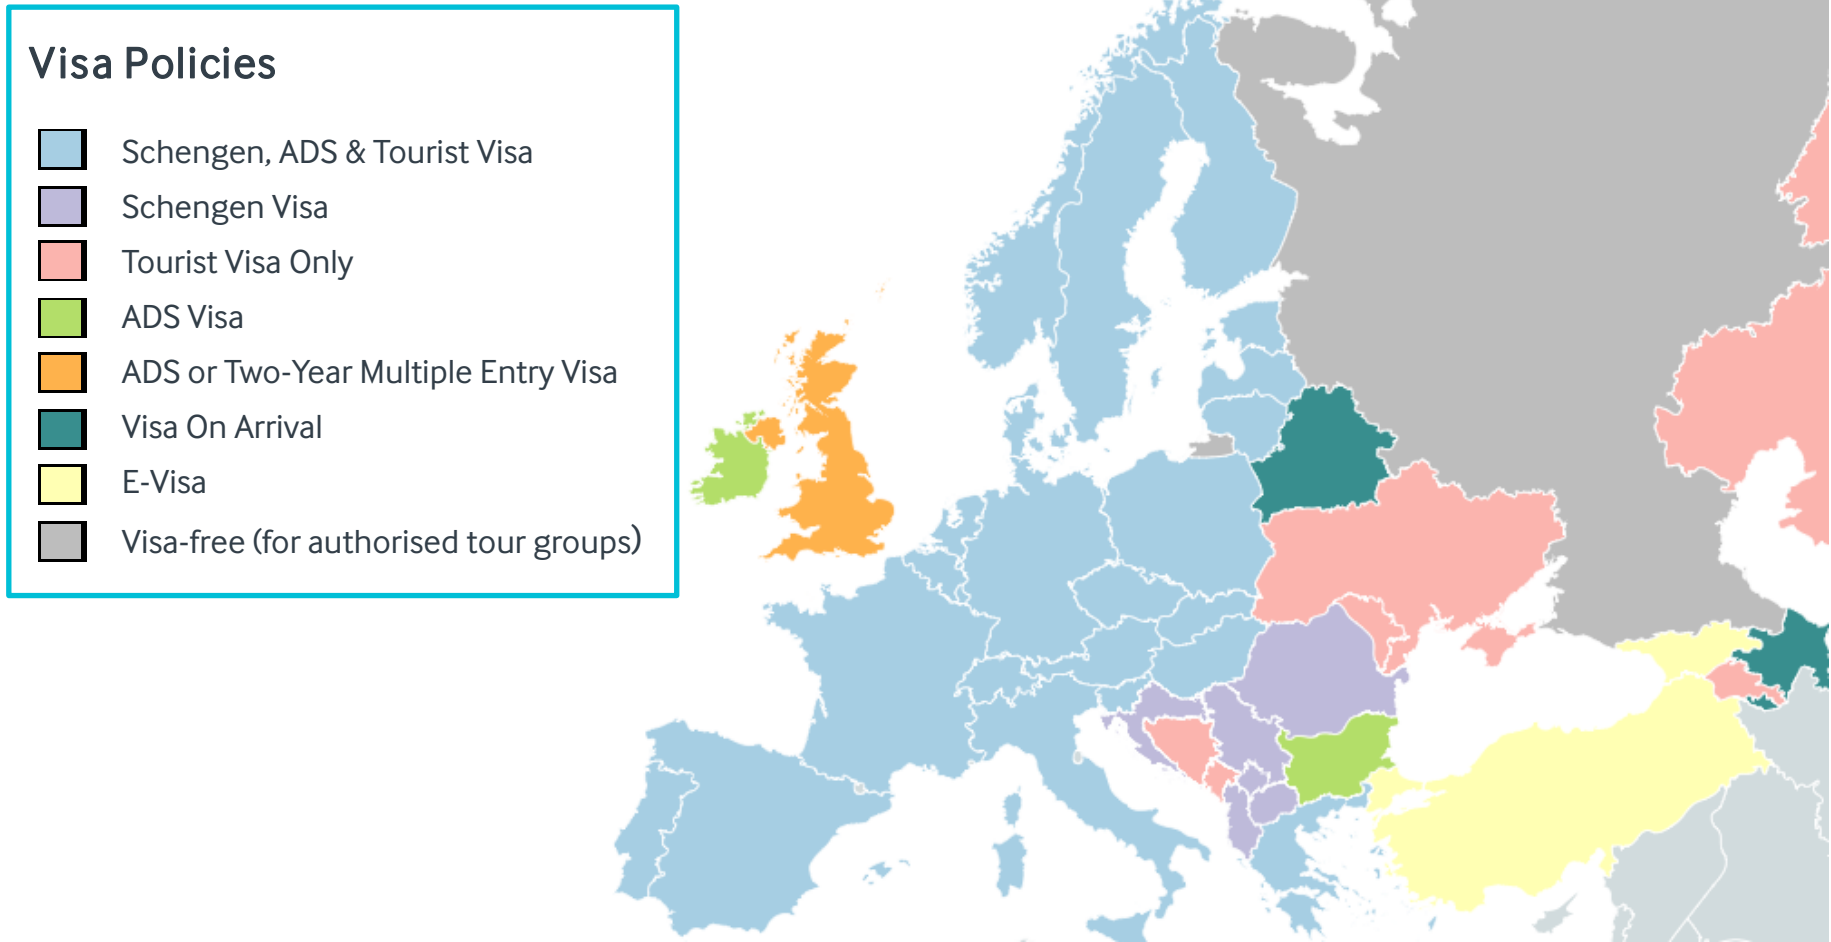 Visa Policies
Schengen, ADS & Tourist Visa
Schengen Visa
Tourist Visa Only
ADS Visa
ADS or Two-Year Multiple Entry Visa
Visa On Arrival
E-Visa
Visa-free (for authorised tour groups)